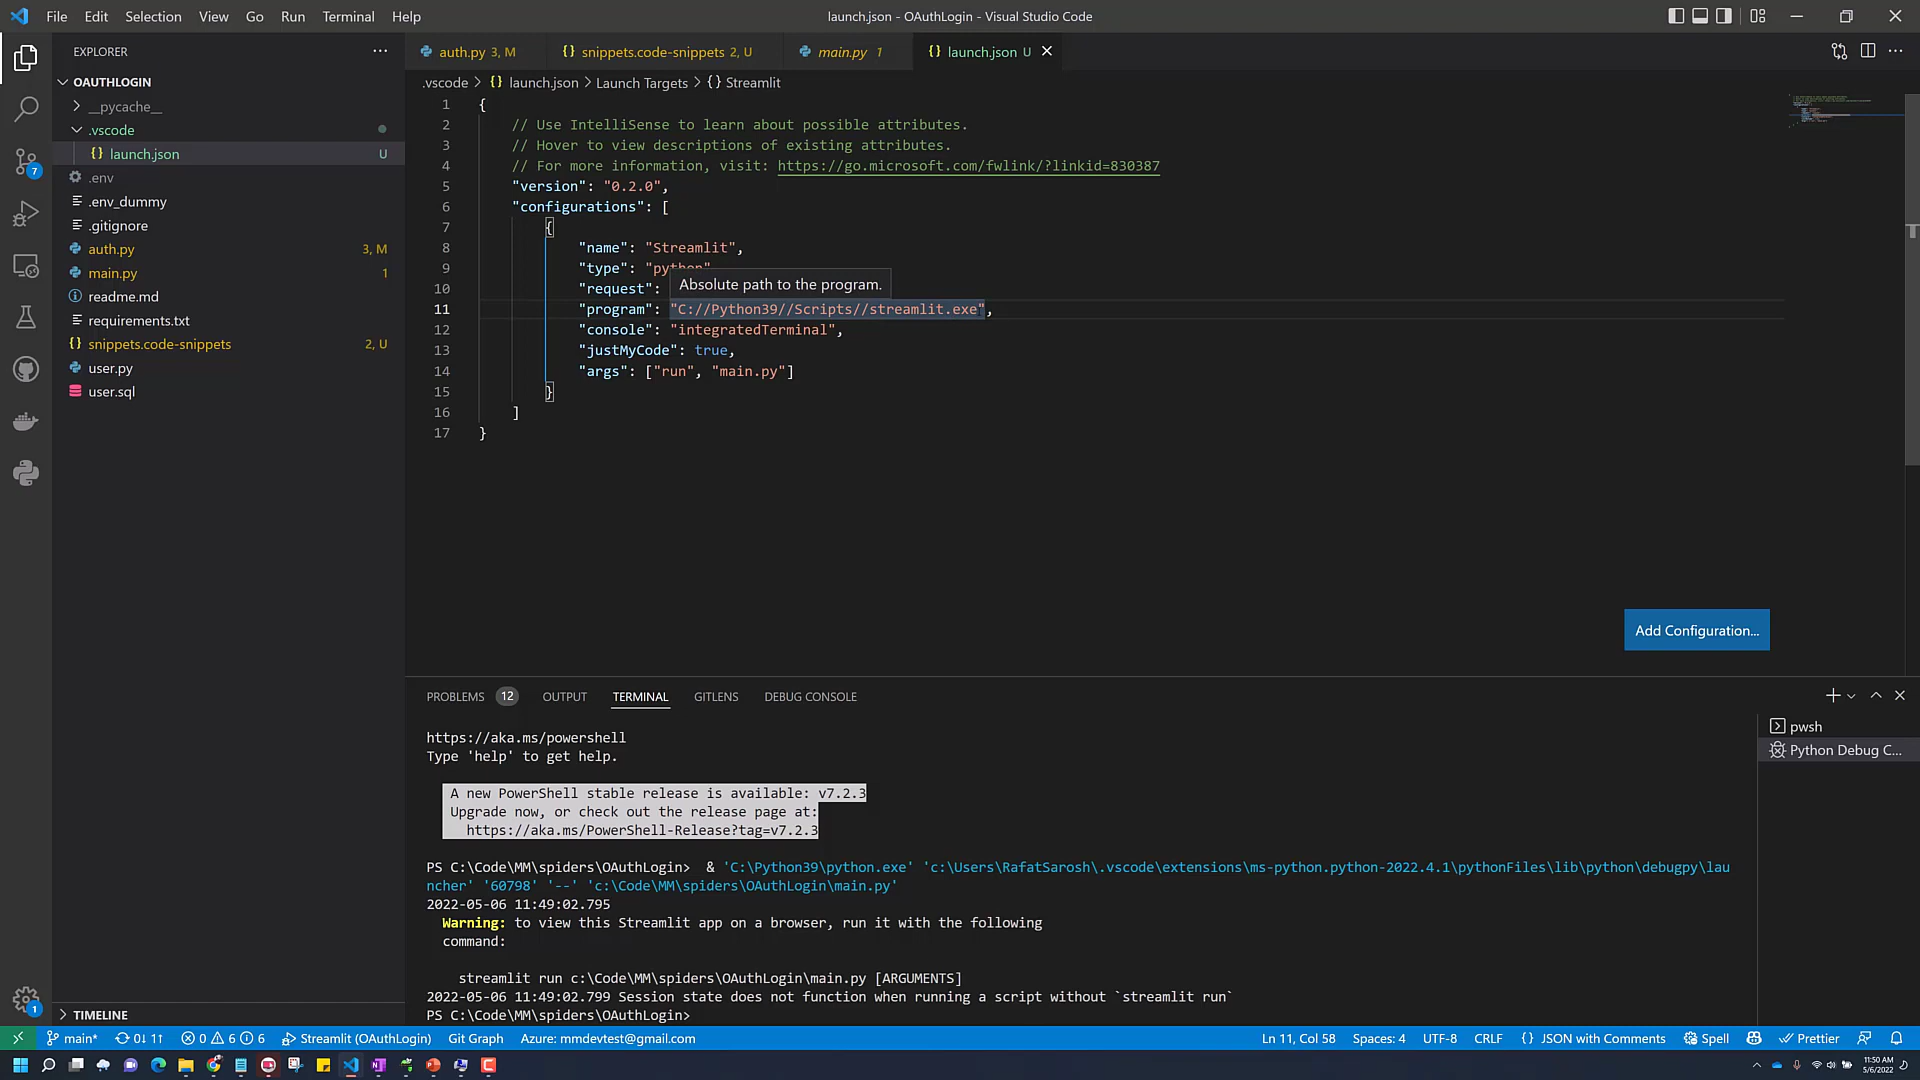 File Edit Selection View Go Run Terminal Help
launch.json - OAuthLogin - Visual Studio Code
EXPLORER
OAUTHLOGIN
__pycache__
.vscode
launch.json U
.env
.env_dummy
.gitignore
auth.py 3, M
main.py 1
readme.md
requirements.txt
snippets.code-snippets 2, U
user.py
user.sql
TIMELINE
7
1
auth.py 3, M snippets.code-snippets 2, U main.py 1 launch.json U
.vscode > launch.json > Launch Targets > {} Streamlit
1 {
2 // Use IntelliSense to learn about possible attributes.
3 // Hover to view descriptions of existing attributes.
4 // For more information, visit: https://go.microsoft.com/fwlink/?linkid=830387
5 "version": "0.2.0",
6 "configurations": [
7 {
8 "name": "Streamlit",
9 "type": "python"
10 "request":
Absolute path to the program.
11 "program": "C://Python39//Scripts//streamlit.exe",
12 "console": "integratedTerminal",
13 "justMyCode": true,
14 "args": ["run", "main.py"]
15 }
16 ]
17 }
Add Configuration...
PROBLEMS 12 OUTPUT TERMINAL GITLENS DEBUG CONSOLE
pwsh
Python Debug C...
https://aka.ms/powershell
Type 'help' to get help.
A new PowerShell stable release is available: v7.2.3
Upgrade now, or check out the release page at:
https://aka.ms/PowerShell-Release?tag=v7.2.3
PS C:\Code\MM\spiders\OAuthLogin> & 'C:\Python39\python.exe' 'c:\Users\RafatSarosh\.vscode\extensions\ms-python.python-2022.4.1\pythonFiles\lib\python\debugpy\lau
ncher' '60798' '--' 'c:\Code\MM\spiders\OAuthLogin\main.py'
2022-05-06 11:49:02.795
Warning: to view this Streamlit app on a browser, run it with the following
command:
streamlit run c:\Code\MM\spiders\OAuthLogin\main.py [ARGUMENTS]
2022-05-06 11:49:02.799 Session state does not function when running a script without `streamlit run`
PS C:\Code\MM\spiders\OAuthLogin>
main* 0↓ 1↑ 0 6 6 Streamlit (OAuthLogin) Git Graph Azure: mmdevtest@gmail.com Ln 11, Col 58 Spaces: 4 UTF-8 CRLF {} JSON with Comments Spell Prettier
11:50 AM
5/6/2022